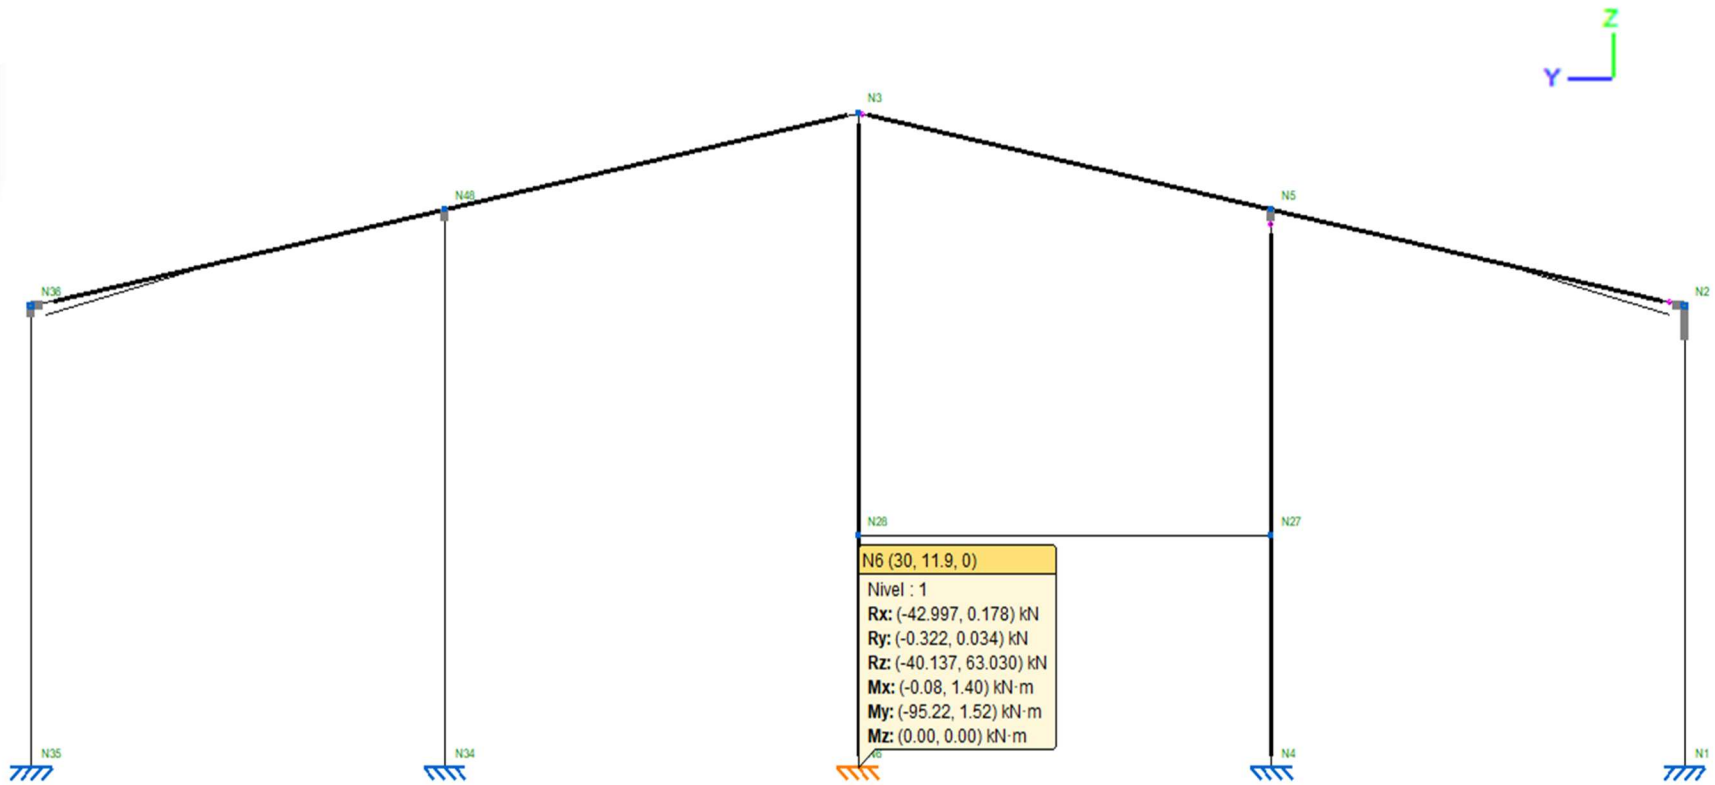 Z
Y
N3
N48
N5
N36
N2
N28
N27
N6 (30, 11.9, 0)
Nivel : 1
Rx: (-42.997, 0.178) kN
Ry: (-0.322, 0.034) kN
Rz: (-40.137, 63.030) kN
Mx: (-0.08, 1.40) kN·m
My: (-95.22, 1.52) kN·m
Mz: (0.00, 0.00) kN·m
N35
N34
N4
N1